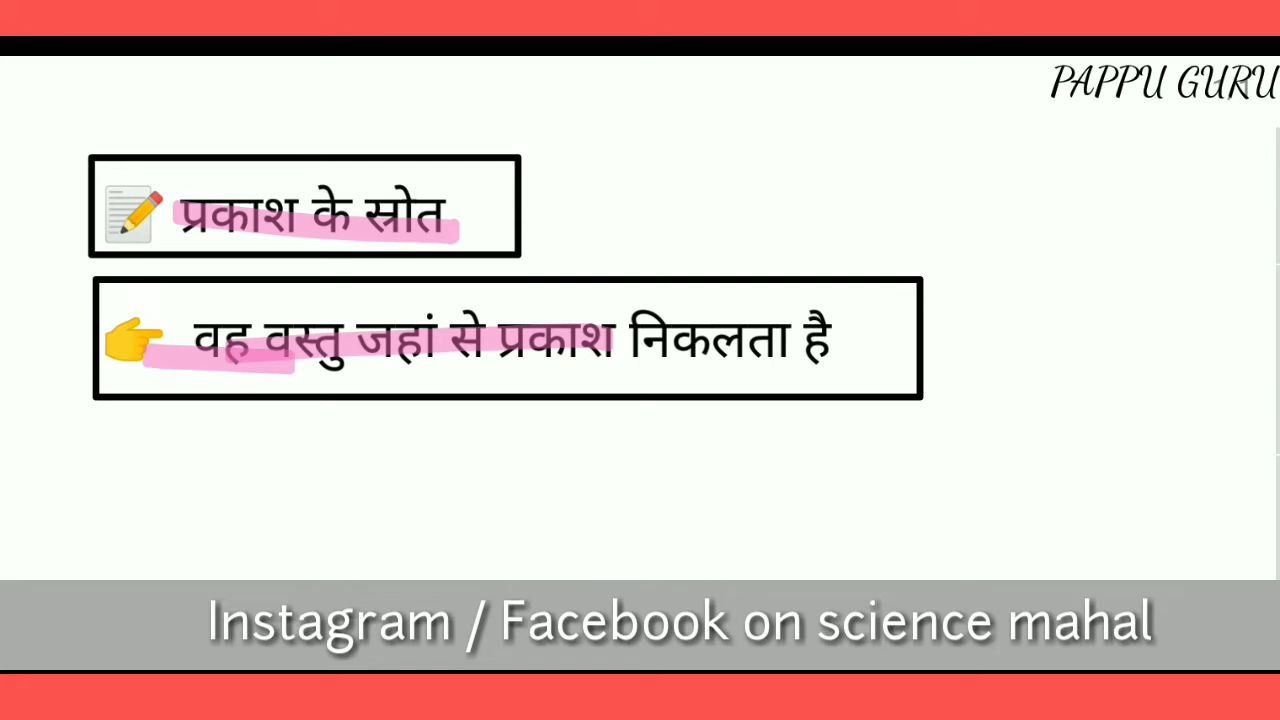 PAPPU GURU
📝 प्रकाश के स्रोत
👉 वह वस्तु जहां से प्रकाश निकलता है
Instagram / Facebook on science mahal